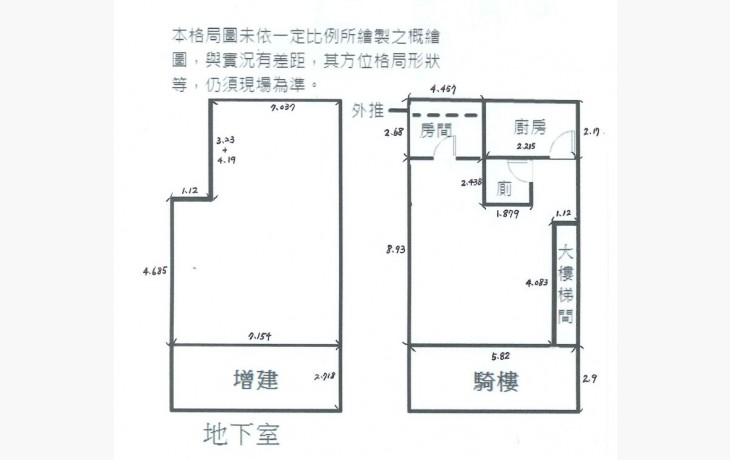 本格局圖未依一定比例所繪製之概繪
圖，與實況有差距，其方位格局形狀
等，仍須現場為準。
7.037
3.23
+
4.19
1.12
4.685
7.154
增建
2.718
地下室
4.457
外推
房間
2.68
廚房
2.215
2.17
2.438
廁
1.879
1.12
8.93
4.083
大樓梯間
5.82
騎樓
2.9